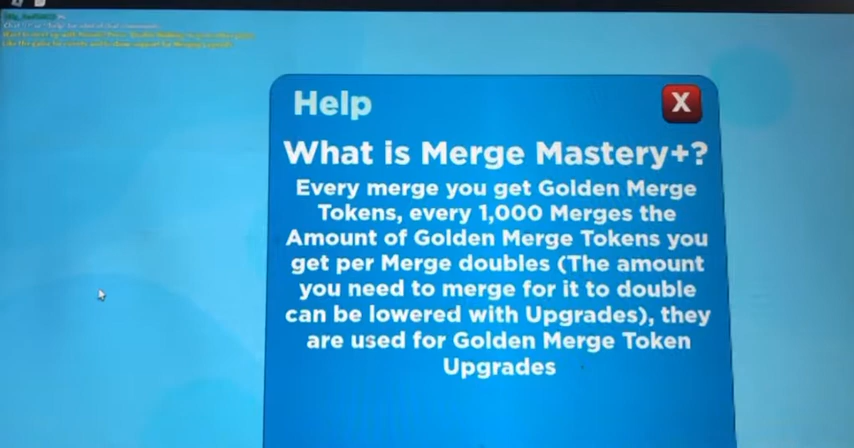 Help
X
What is Merge Mastery+?
Every merge you get Golden Merge
Tokens, every 1,000 Merges the
Amount of Golden Merge Tokens you
get per Merge doubles (The amount
you need to merge for it to double
can be lowered with Upgrades), they
are used for Golden Merge Token
Upgrades